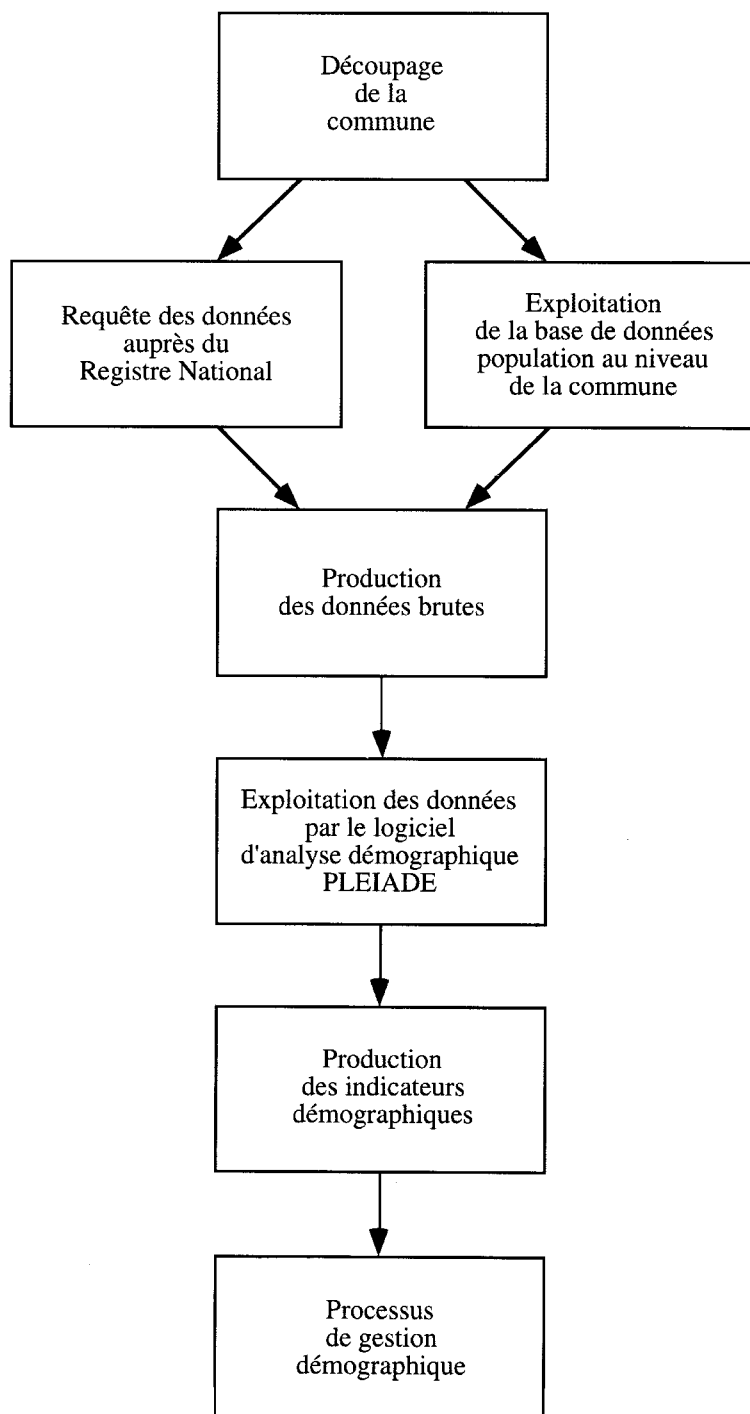 Découpage
de la
commune
Requête des données
auprès du
Registre National
Exploitation
de la base de données
population au niveau
de la commune
Production
des données brutes
Exploitation des données
par le logiciel
d'analyse démographique
PLEIADE
Production
des indicateurs
démographiques
Processus
de gestion
démographique